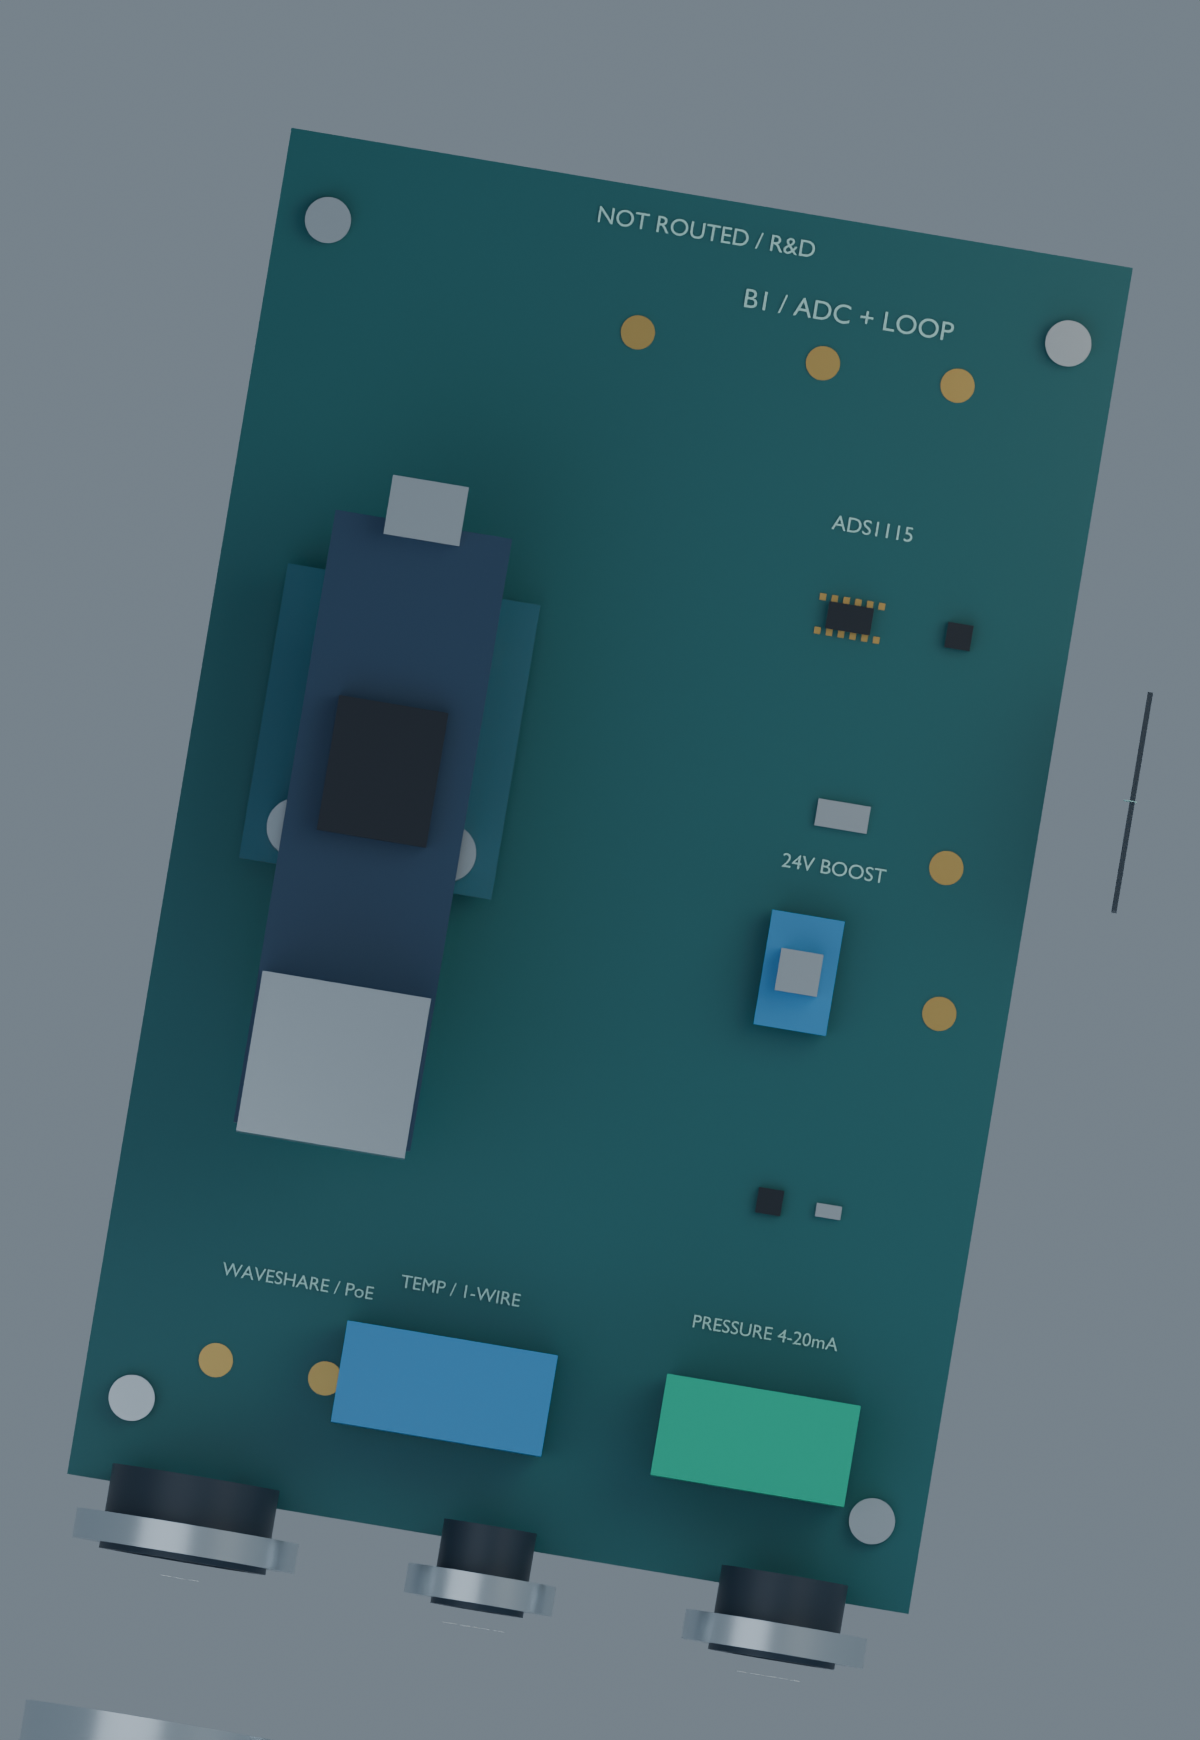 NOT ROUTED / R&D
B1 / ADC + LOOP
ADS1115
24V BOOST
WAVESHARE / PoE
TEMP / 1-WIRE
PRESSURE 4-20mA